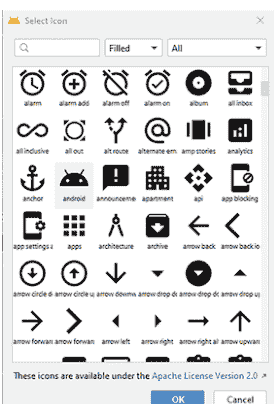 Select Icon
Filled
All
alarm
alarm add
alarm off
alarm on
album
all inbox
all inclusive
all out
alt route
alternate em
amp stories
analytics
anchor
android
announceme
apartment
api
app blocking
app settings a
apps
architecture
archive
arrow back
arrow back io
arrow circle d
arrow circle u
arrow downw
arrow drop d
arrow drop d
arrow drop u
arrow forwar
arrow forwar
arrow left
arrow right
arrow right al
arrow upwar
These icons are available under the Apache License Version 2.0
OK
Cancel